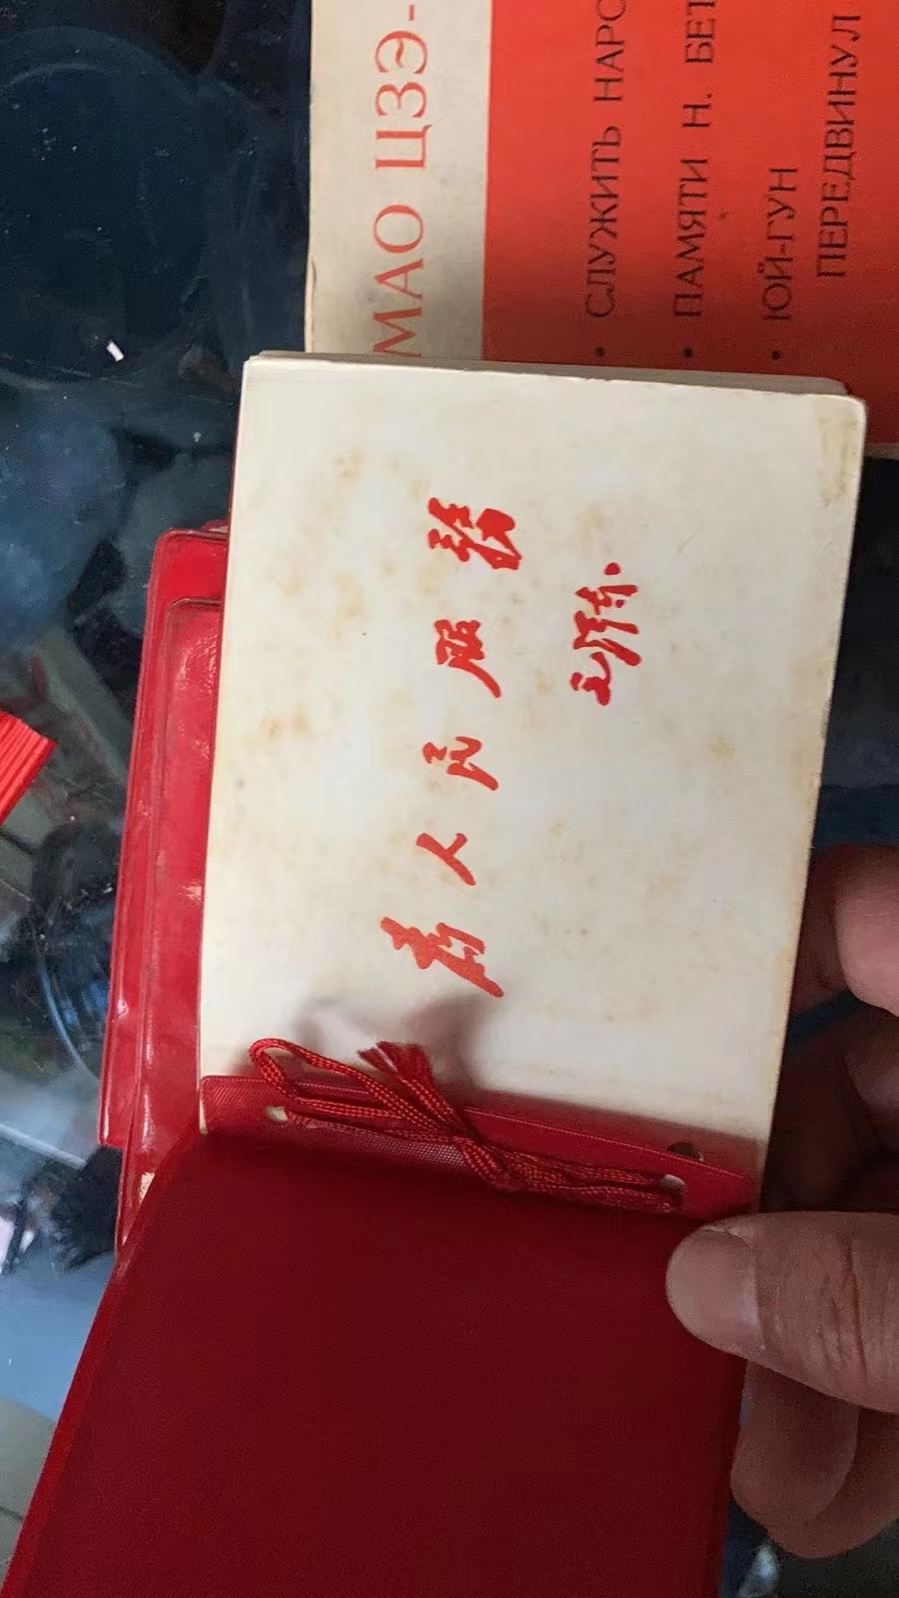 МАО ЦЗЭ-
• СЛУЖИТЬ НАРО
• ПАМЯТИ Н. БЕТ
• ЮЙ-ГУН
ПЕРЕДВИНУЛ
为人民服务
毛泽东